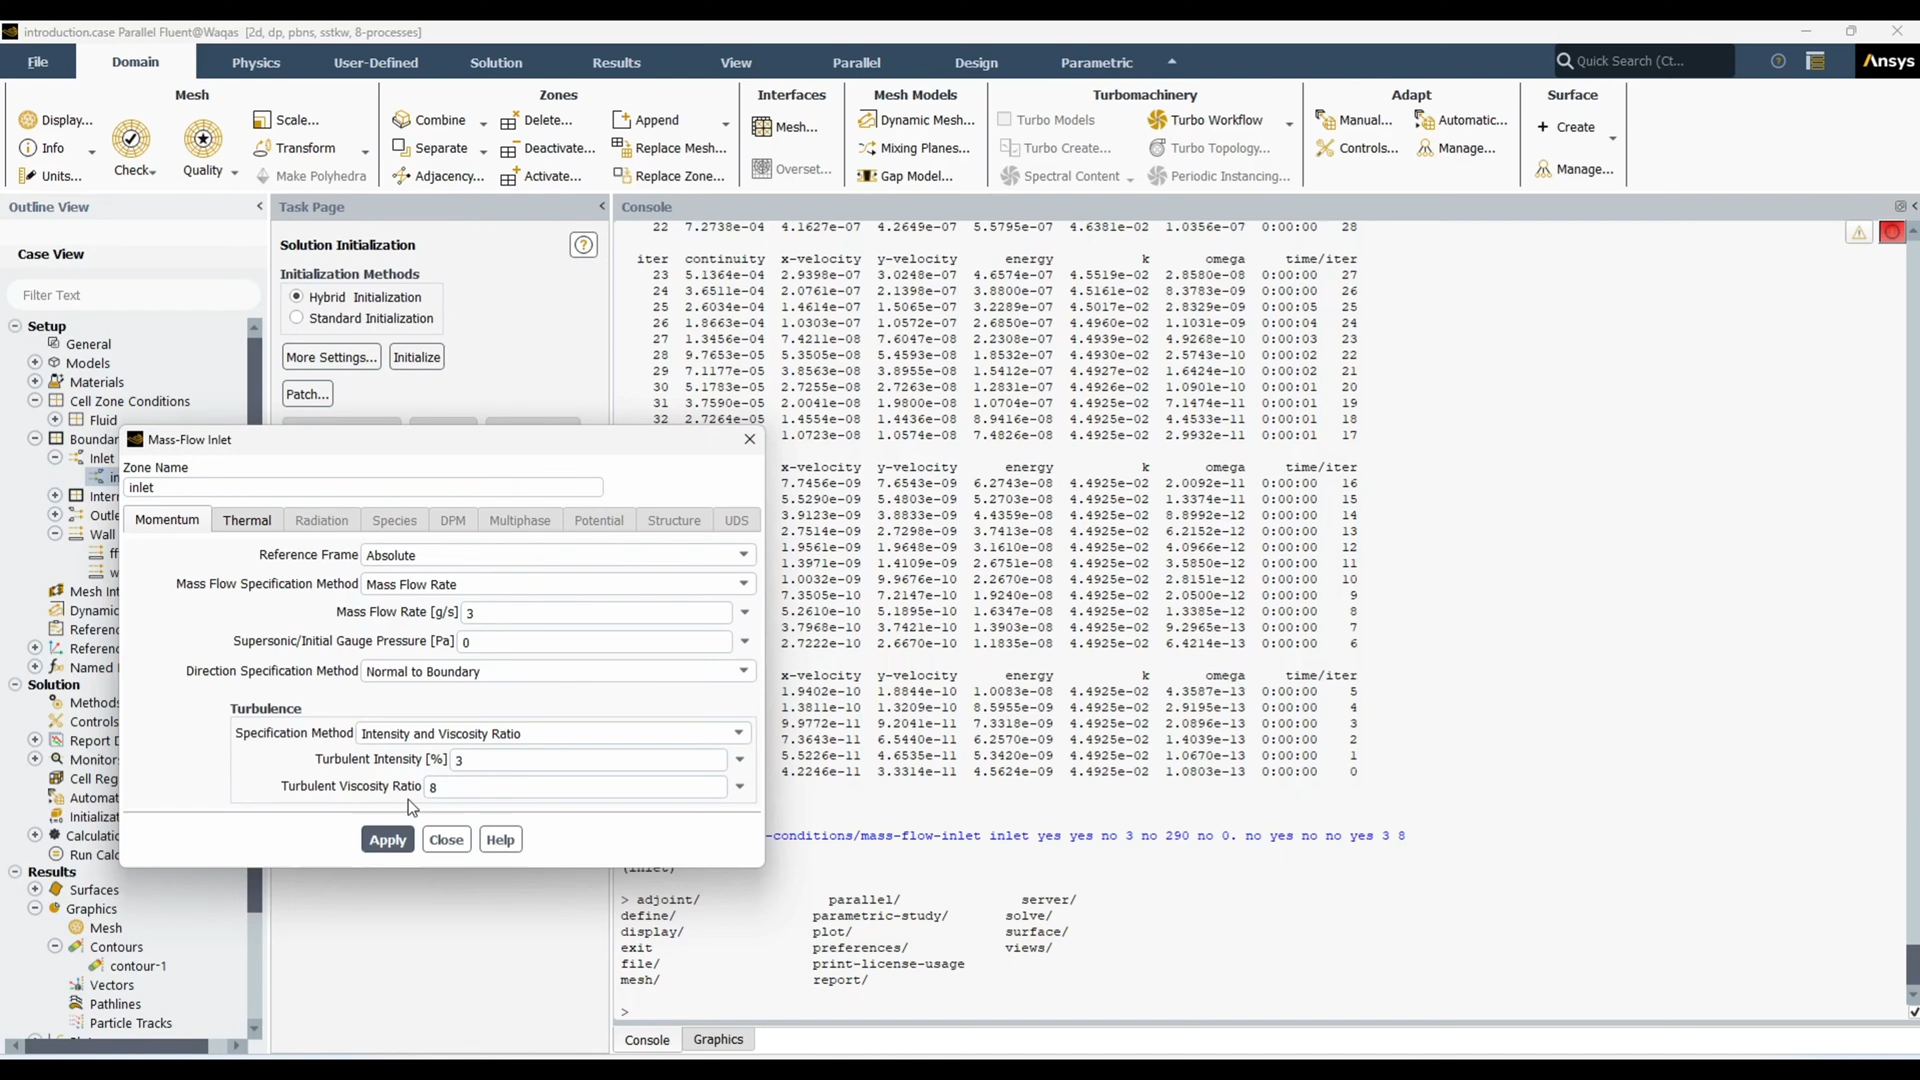 introduction.case Parallel Fluent@Waqas [2d, dp, pbns, sstkw, 8-processes]
File Domain Physics User-Defined Solution Results View Parallel Design Parametric Quick Search (Ct... Ansys
Mesh Zones Interfaces Mesh Models Turbomachinery Adapt Surface
Display... Scale... Combine Delete... Append Mesh... Dynamic Mesh... Turbo Models Turbo Workflow Manual... Automatic... Create
Info Check Quality Transform Separate Deactivate... Replace Mesh... Mixing Planes... Turbo Create... Turbo Topology... Controls... Manage...
Units... Make Polyhedra Adjacency... Activate... Replace Zone... Overset... Gap Model... Spectral Content Periodic Instancing... Manage...
Outline View
Case View
Filter Text
Setup
General
Models
Materials
Cell Zone Conditions
Fluid
Boundar
Inlet
in
Intern
Outle
Wall
ff
w
Mesh Int
Dynamic
Referenc
Referenc
Named
Solution
Methods
Controls
Report D
Monitor
Cell Reg
Automat
Initializat
Calculatio
Run Calc
Results
Surfaces
Graphics
Mesh
Contours
contour-1
Vectors
Pathlines
Particle Tracks
Task Page
Solution Initialization
Initialization Methods
Hybrid Initialization
Standard Initialization
More Settings... Initialize
Patch...
Mass-Flow Inlet
Zone Name
inlet
Momentum Thermal Radiation Species DPM Multiphase Potential Structure UDS
Reference Frame Absolute
Mass Flow Specification Method Mass Flow Rate
Mass Flow Rate [g/s] 3
Supersonic/Initial Gauge Pressure [Pa] 0
Direction Specification Method Normal to Boundary
Turbulence
Specification Method Intensity and Viscosity Ratio
Turbulent Intensity [%] 3
Turbulent Viscosity Ratio 8
Apply Close Help
Console
22 7.2738e-04 4.1627e-07 4.2649e-07 5.5795e-07 4.6381e-02 1.0356e-07 0:00:00 28
iter continuity x-velocity y-velocity energy k omega time/iter
23 5.1364e-04 2.9398e-07 3.0248e-07 4.6574e-07 4.5519e-02 2.8580e-08 0:00:00 27
24 3.6511e-04 2.0761e-07 2.1398e-07 3.8800e-07 4.5161e-02 8.3783e-09 0:00:00 26
25 2.6034e-04 1.4614e-07 1.5065e-07 3.2289e-07 4.5017e-02 2.8329e-09 0:00:05 25
26 1.8663e-04 1.0303e-07 1.0572e-07 2.6850e-07 4.4960e-02 1.1031e-09 0:00:04 24
27 1.3456e-04 7.4211e-08 7.6047e-08 2.2308e-07 4.4939e-02 4.9268e-10 0:00:03 23
28 9.7653e-05 5.3505e-08 5.4593e-08 1.8532e-07 4.4930e-02 2.5743e-10 0:00:02 22
29 7.1177e-05 3.8563e-08 3.8955e-08 1.5412e-07 4.4927e-02 1.6424e-10 0:00:02 21
30 5.1783e-05 2.7255e-08 2.7263e-08 1.2831e-07 4.4926e-02 1.0901e-10 0:00:01 20
31 3.7590e-05 2.0041e-08 1.9800e-08 1.0704e-07 4.4926e-02 7.1474e-11 0:00:01 19
32 2.7264e-05 1.4554e-08 1.4436e-08 8.9416e-08 4.4925e-02 4.4533e-11 0:00:01 18
1.0723e-08 1.0574e-08 7.4826e-08 4.4925e-02 2.9932e-11 0:00:01 17
x-velocity y-velocity energy k omega time/iter
7.7456e-09 7.6543e-09 6.2743e-08 4.4925e-02 2.0092e-11 0:00:00 16
5.5290e-09 5.4803e-09 5.2703e-08 4.4925e-02 1.3374e-11 0:00:00 15
3.9123e-09 3.8833e-09 4.4359e-08 4.4925e-02 8.8992e-12 0:00:00 14
2.7514e-09 2.7298e-09 3.7413e-08 4.4925e-02 6.2152e-12 0:00:00 13
1.9561e-09 1.9648e-09 3.1610e-08 4.4925e-02 4.0966e-12 0:00:00 12
1.3971e-09 1.4109e-09 2.6751e-08 4.4925e-02 3.5850e-12 0:00:00 11
1.0032e-09 9.9676e-10 2.2670e-08 4.4925e-02 2.8151e-12 0:00:00 10
7.3505e-10 7.2147e-10 1.9240e-08 4.4925e-02 2.0500e-12 0:00:00 9
5.2610e-10 5.1895e-10 1.6347e-08 4.4925e-02 1.3385e-12 0:00:00 8
3.7968e-10 3.7421e-10 1.3903e-08 4.4925e-02 9.2965e-13 0:00:00 7
2.7222e-10 2.6670e-10 1.1835e-08 4.4925e-02 6.4214e-13 0:00:00 6
x-velocity y-velocity energy k omega time/iter
1.9402e-10 1.8844e-10 1.0083e-08 4.4925e-02 4.3587e-13 0:00:00 5
1.3811e-10 1.3209e-10 8.5955e-09 4.4925e-02 2.9195e-13 0:00:00 4
9.9772e-11 9.2041e-11 7.3318e-09 4.4925e-02 2.0896e-13 0:00:00 3
7.3643e-11 6.5440e-11 6.2570e-09 4.4925e-02 1.4039e-13 0:00:00 2
5.5226e-11 4.6535e-11 5.3420e-09 4.4925e-02 1.0670e-13 0:00:00 1
4.2246e-11 3.3314e-11 4.5624e-09 4.4925e-02 1.0803e-13 0:00:00 0
-conditions/mass-flow-inlet inlet yes yes no 3 no 290 no 0. no yes no no yes 3 8
(inlet)
> adjoint/ parallel/ server/
define/ parametric-study/ solve/
display/ plot/ surface/
exit preferences/ views/
file/ print-license-usage
mesh/ report/
>
Console Graphics